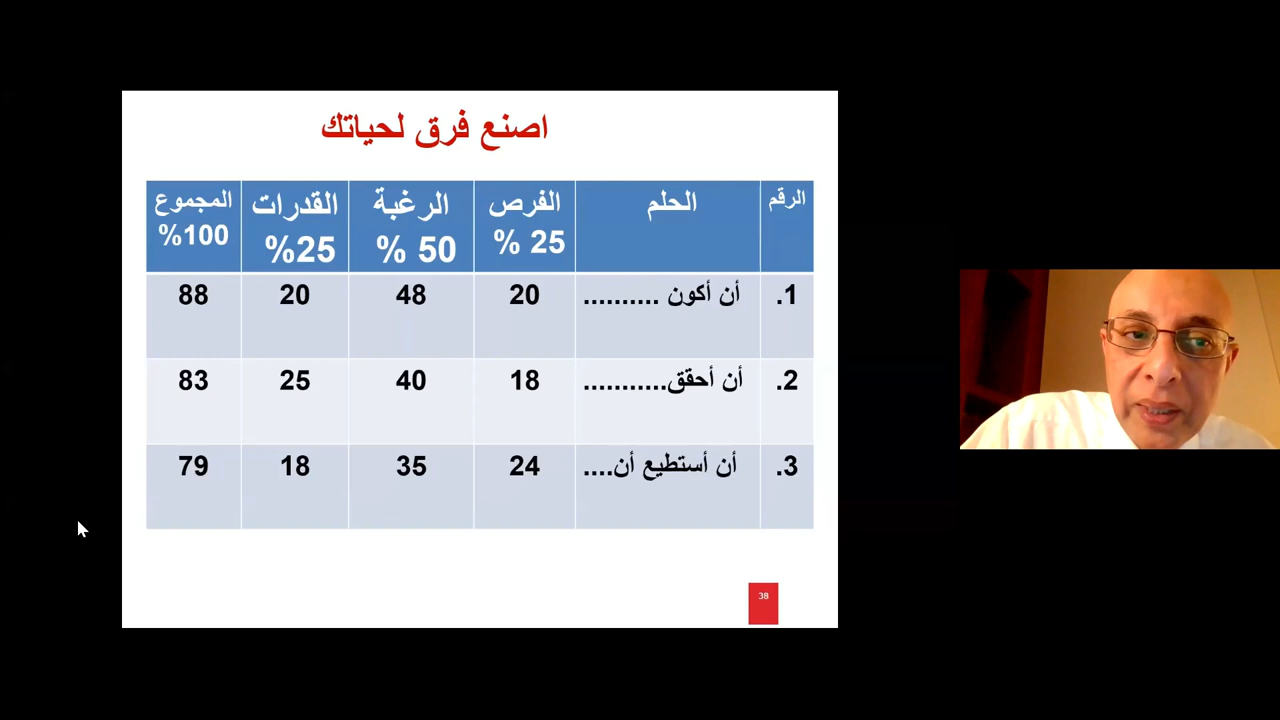 اصنع فرق لحياتك
الرقم الحلم الفرص 25 % الرغبة 50 % القدرات 25% المجموع 100%
1. أن أكون .......... 20 48 20 88
2. أن أحقق........... 18 40 25 83
3. أن أستطيع أن.... 24 35 18 79
38